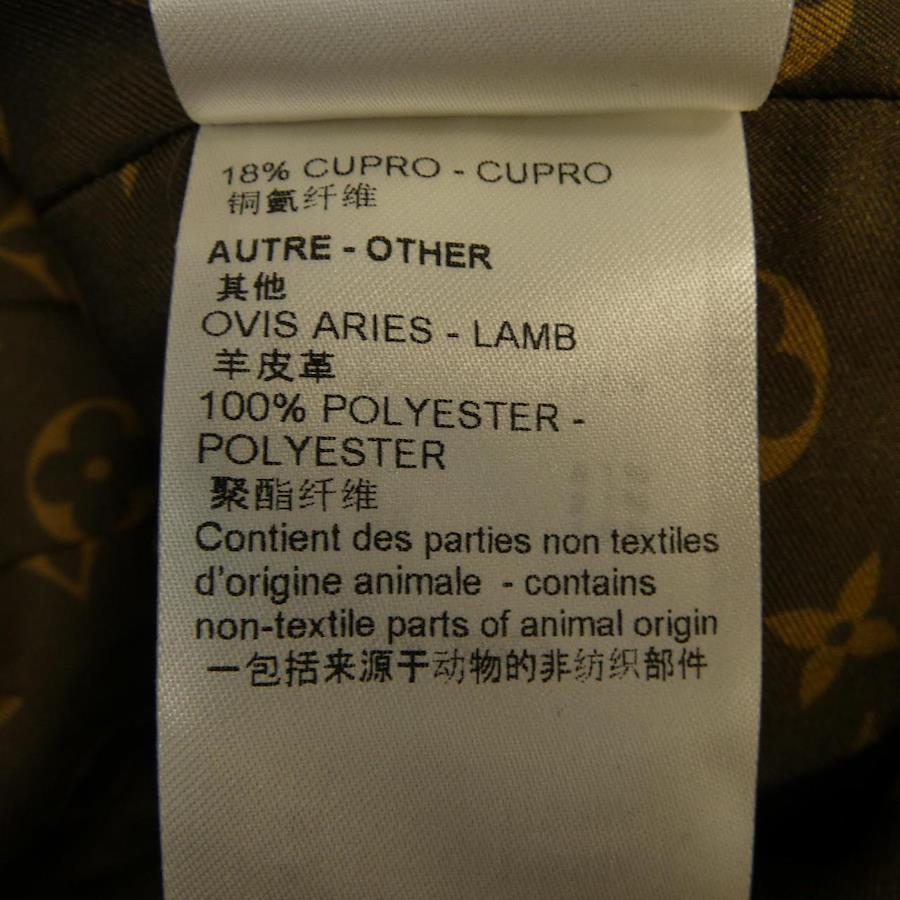 18% CUPRO - CUPRO
铜氨纤维
AUTRE - OTHER
其他
OVIS ARIES - LAMB
羊皮革
100% POLYESTER -
POLYESTER
聚酯纤维
Contient des parties non textiles
d'origine animale - contains
non-textile parts of animal origin
一包括来源于动物的非纺织部件